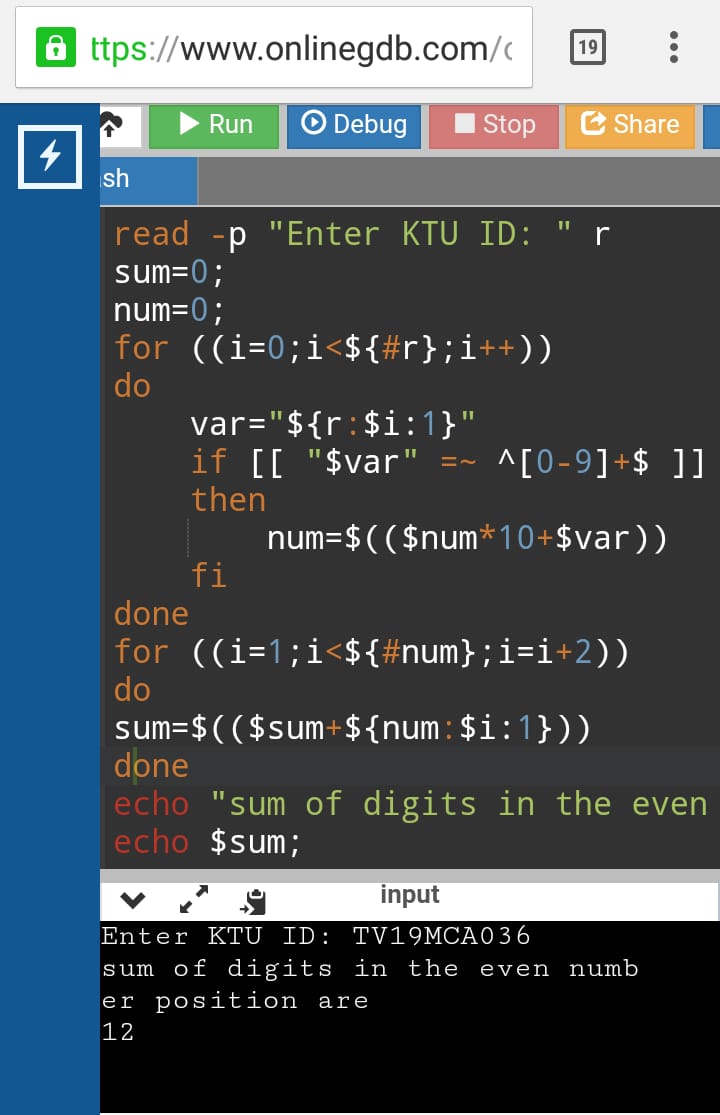 ttps://www.onlinegdb.com/c
19
Run Debug Stop Share
sh
read -p "Enter KTU ID: " r
sum=0;
num=0;
for ((i=0;i<${#r};i++))
do
var="${r:$i:1}"
if [[ "$var" =~ ^[0-9]+$ ]]
then
num=$(($num*10+$var))
fi
done
for ((i=1;i<${#num};i=i+2))
do
sum=$(($sum+${num:$i:1}))
done
echo "sum of digits in the even
echo $sum;
input
Enter KTU ID: TV19MCA036
sum of digits in the even numb
er position are
12